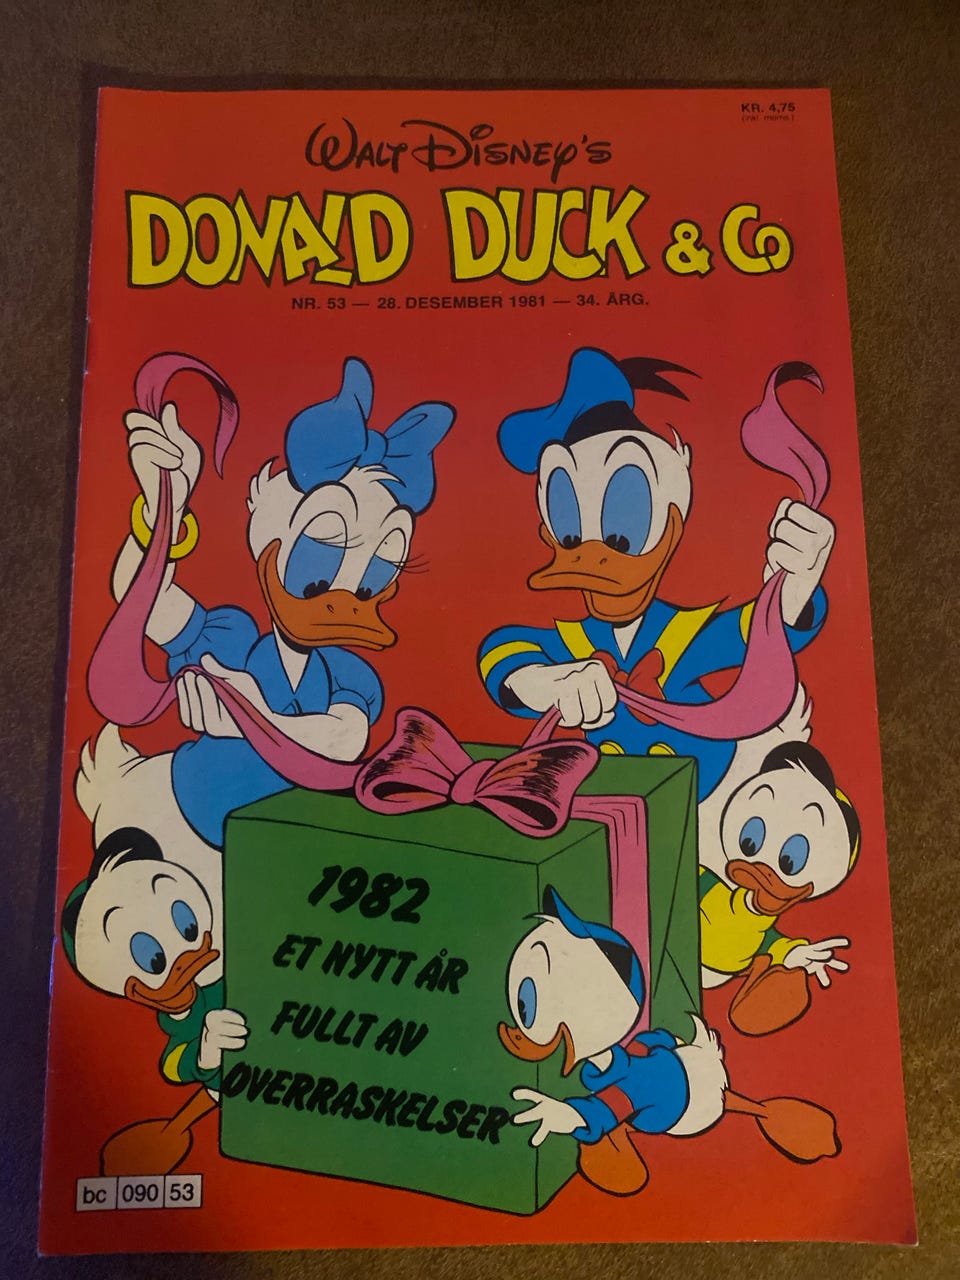 KR. 4,75
(inkl. moms.)
WALT DISNEY'S
DONALD DUCK & Co
NR. 53 — 28. DESEMBER 1981 — 34. ÅRG.
1982
ET NYTT ÅR
FULLT AV
OVERRASKELSER
bc 090 53